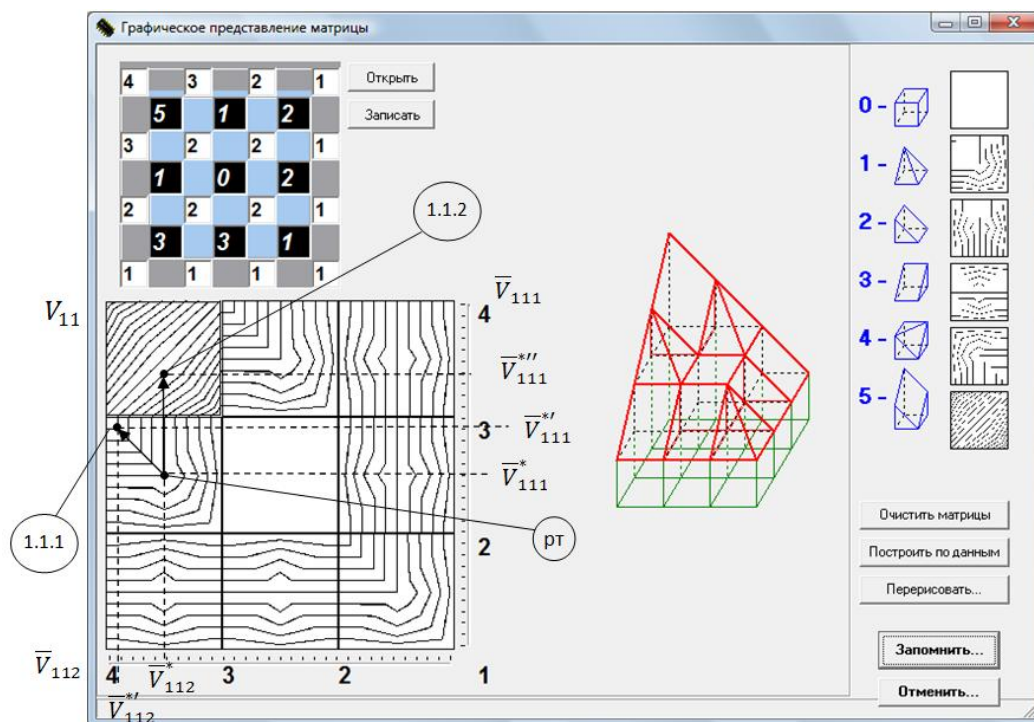 Графическое представление матрицы
4 3 2 1
5 1 2
3 2 2 1
1 0 2
2 2 2 1
3 3 1
1 1 1 1
Открыть
Записать
1.1.2
0 -
1 -
2 -
3 -
4 -
5 -
V₁₁
V̅₁₁₁
4
V̅₁₁₁*′′
3
V̅₁₁₁*′
V̅₁₁₁*
1.1.1
рт
2
V̅₁₁₂
4 3 2 1
V̅₁₁₂*
V̅₁₁₂*′
Очистить матрицы
Построить по данным
Перерисовать...
Запомнить...
Отменить...